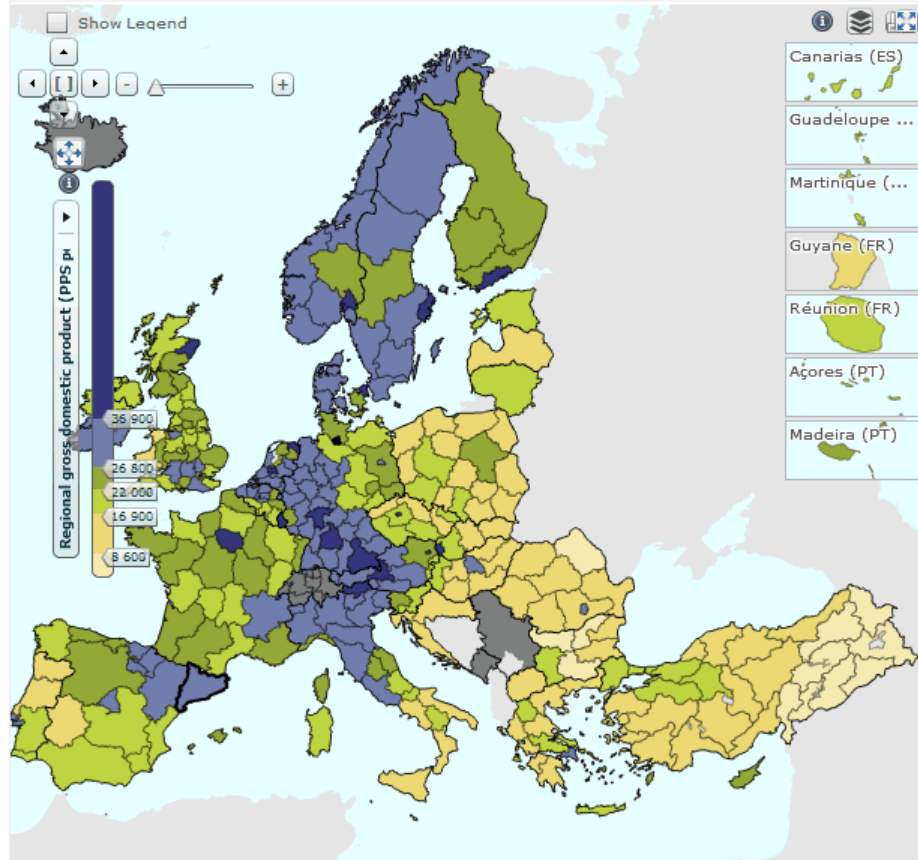 Show Legend
[ ]
-
+
Canarias (ES)
Guadeloupe ...
Martinique (...
Guyane (FR)
Réunion (FR)
Açores (PT)
Madeira (PT)
Regional gross domestic product (PPS
36 900
26 800
22 000
16 900
8 600